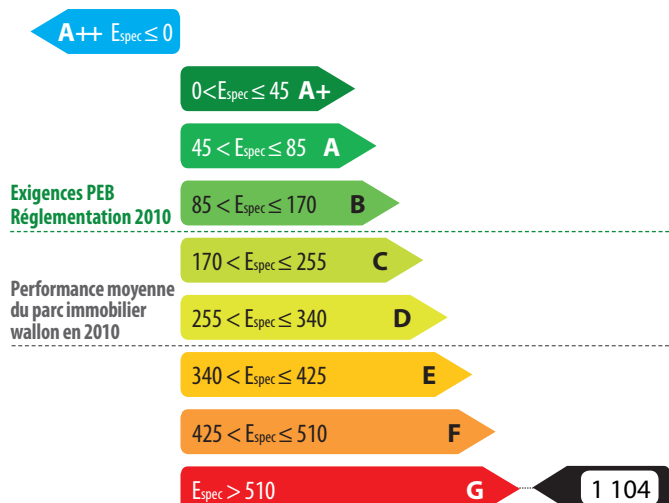 A++ Espec ≤ 0
0<Espec ≤ 45 A+
45 < Espec ≤ 85 A
Exigences PEB
Réglementation 2010
85 < Espec ≤ 170 B
170 < Espec ≤ 255 C
Performance moyenne
du parc immobilier
wallon en 2010
255 < Espec ≤ 340 D
340 < Espec ≤ 425 E
425 < Espec ≤ 510 F
Espec > 510 G 1 104